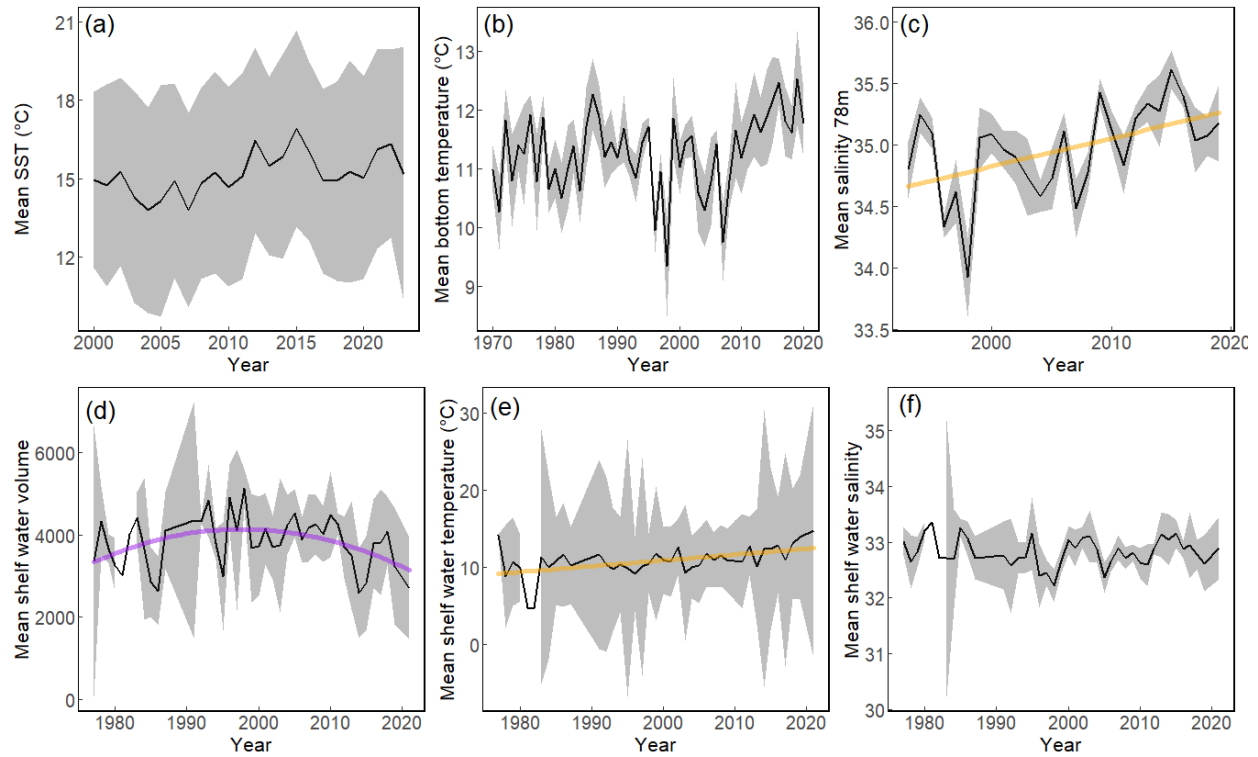 (a)
Mean SST (°C)
21
18
15
12
2000 2005 2010 2015 2020
Year
(b)
Mean bottom temperature (°C)
13
12
11
10
9
1970 1980 1990 2000 2010 2020
Year
(c)
Mean salinity 78m
36.0
35.5
35.0
34.5
34.0
33.5
2000 2010 2020
Year
(d)
Mean shelf water volume
6000
4000
2000
0
1980 1990 2000 2010 2020
Year
(e)
Mean shelf water temperature (°C)
30
20
10
0
1980 1990 2000 2010 2020
Year
(f)
Mean shelf water salinity
35
34
33
32
31
30
1980 1990 2000 2010 2020
Year